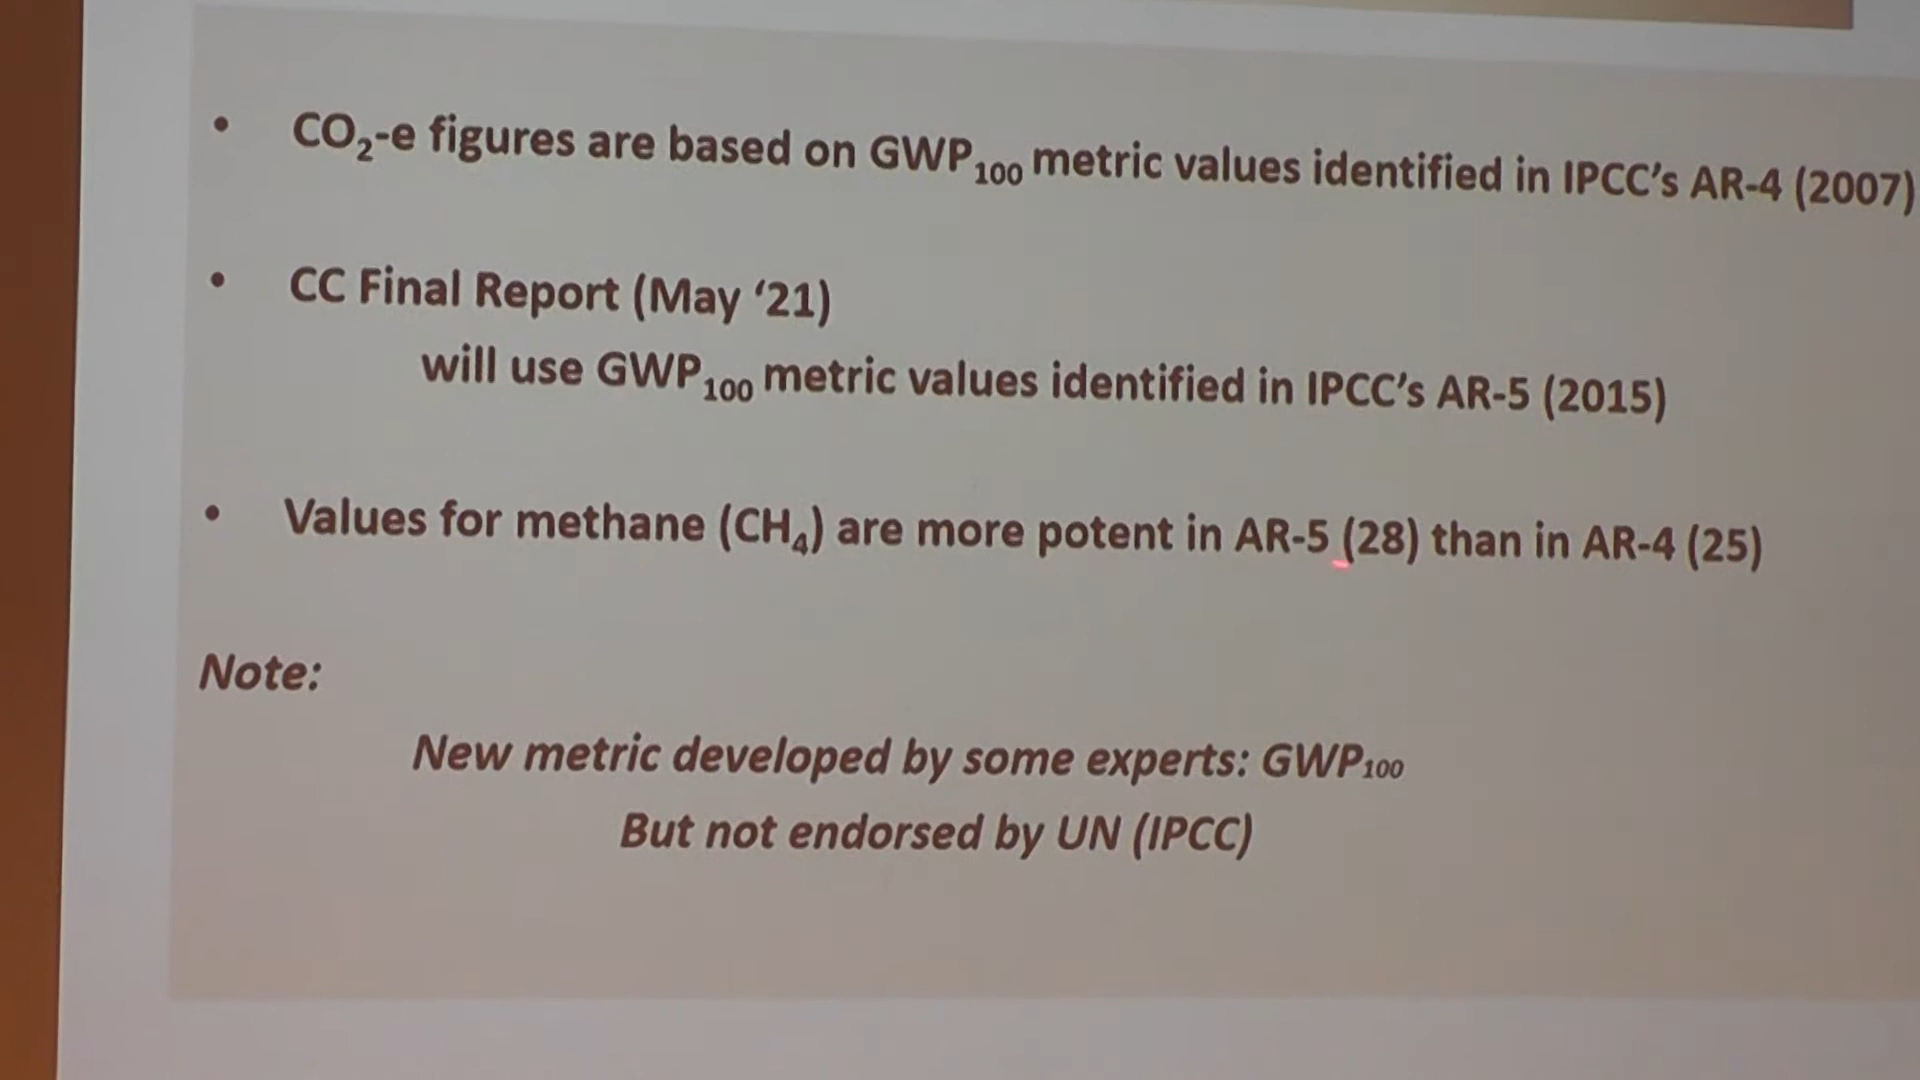 • CO₂-e figures are based on GWP₁₀₀ metric values identified in IPCC’s AR-4 (2007)
• CC Final Report (May ‘21)
will use GWP₁₀₀ metric values identified in IPCC’s AR-5 (2015)
• Values for methane (CH₄) are more potent in AR-5 (28) than in AR-4 (25)
Note:
New metric developed by some experts: GWP₁₀₀
But not endorsed by UN (IPCC)